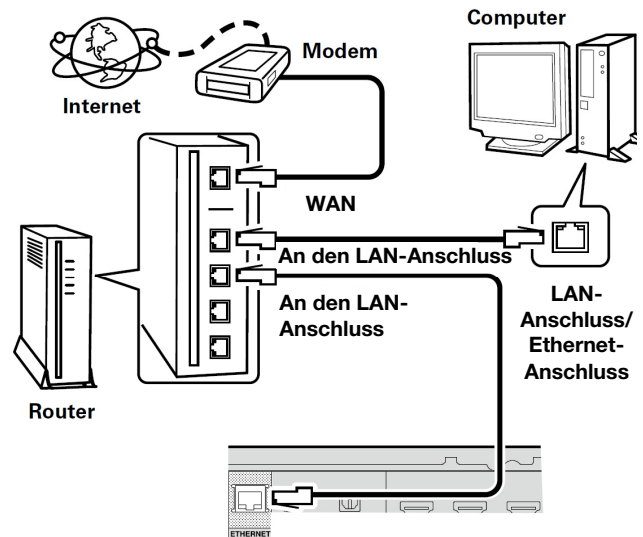 Computer
Modem
Internet
WAN
An den LAN-Anschluss
An den LAN-
Anschluss
LAN-
Anschluss/
Ethernet-
Anschluss
Router
ETHERNET